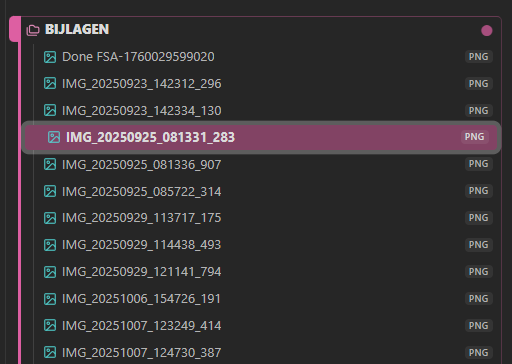 BIJLAGEN
Done FSA-1760029599020 PNG
IMG_20250923_142312_296 PNG
IMG_20250923_142334_130 PNG
IMG_20250925_081331_283 PNG
IMG_20250925_081336_907 PNG
IMG_20250925_085722_314 PNG
IMG_20250929_113717_175 PNG
IMG_20250929_114438_493 PNG
IMG_20250929_121141_794 PNG
IMG_20251006_154726_191 PNG
IMG_20251007_123249_414 PNG
IMG_20251007_124730_387 PNG